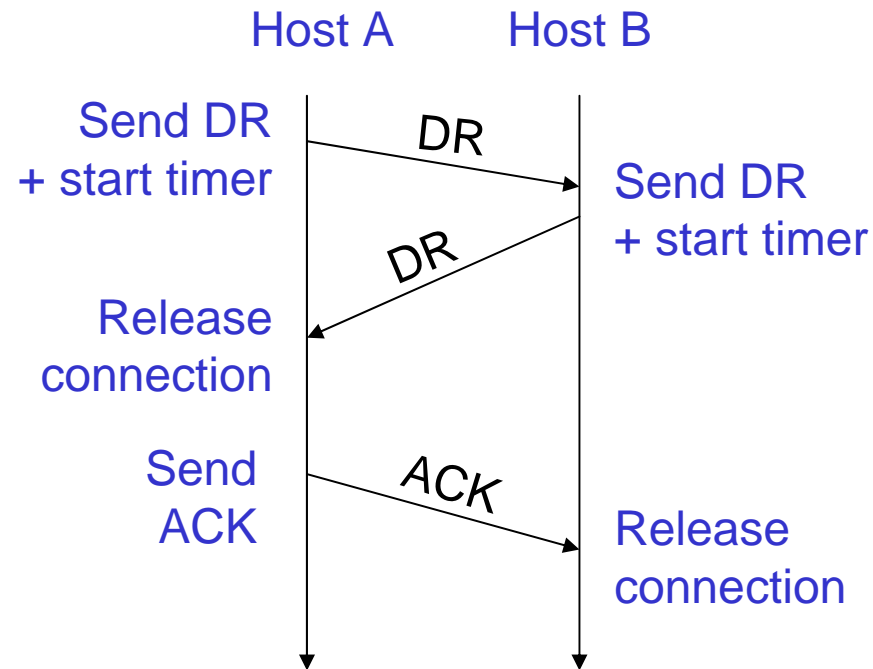 Host A
Host B
Send DR
+ start timer
DR
Send DR
+ start timer
DR
Release
connection
Send
ACK
ACK
Release
connection